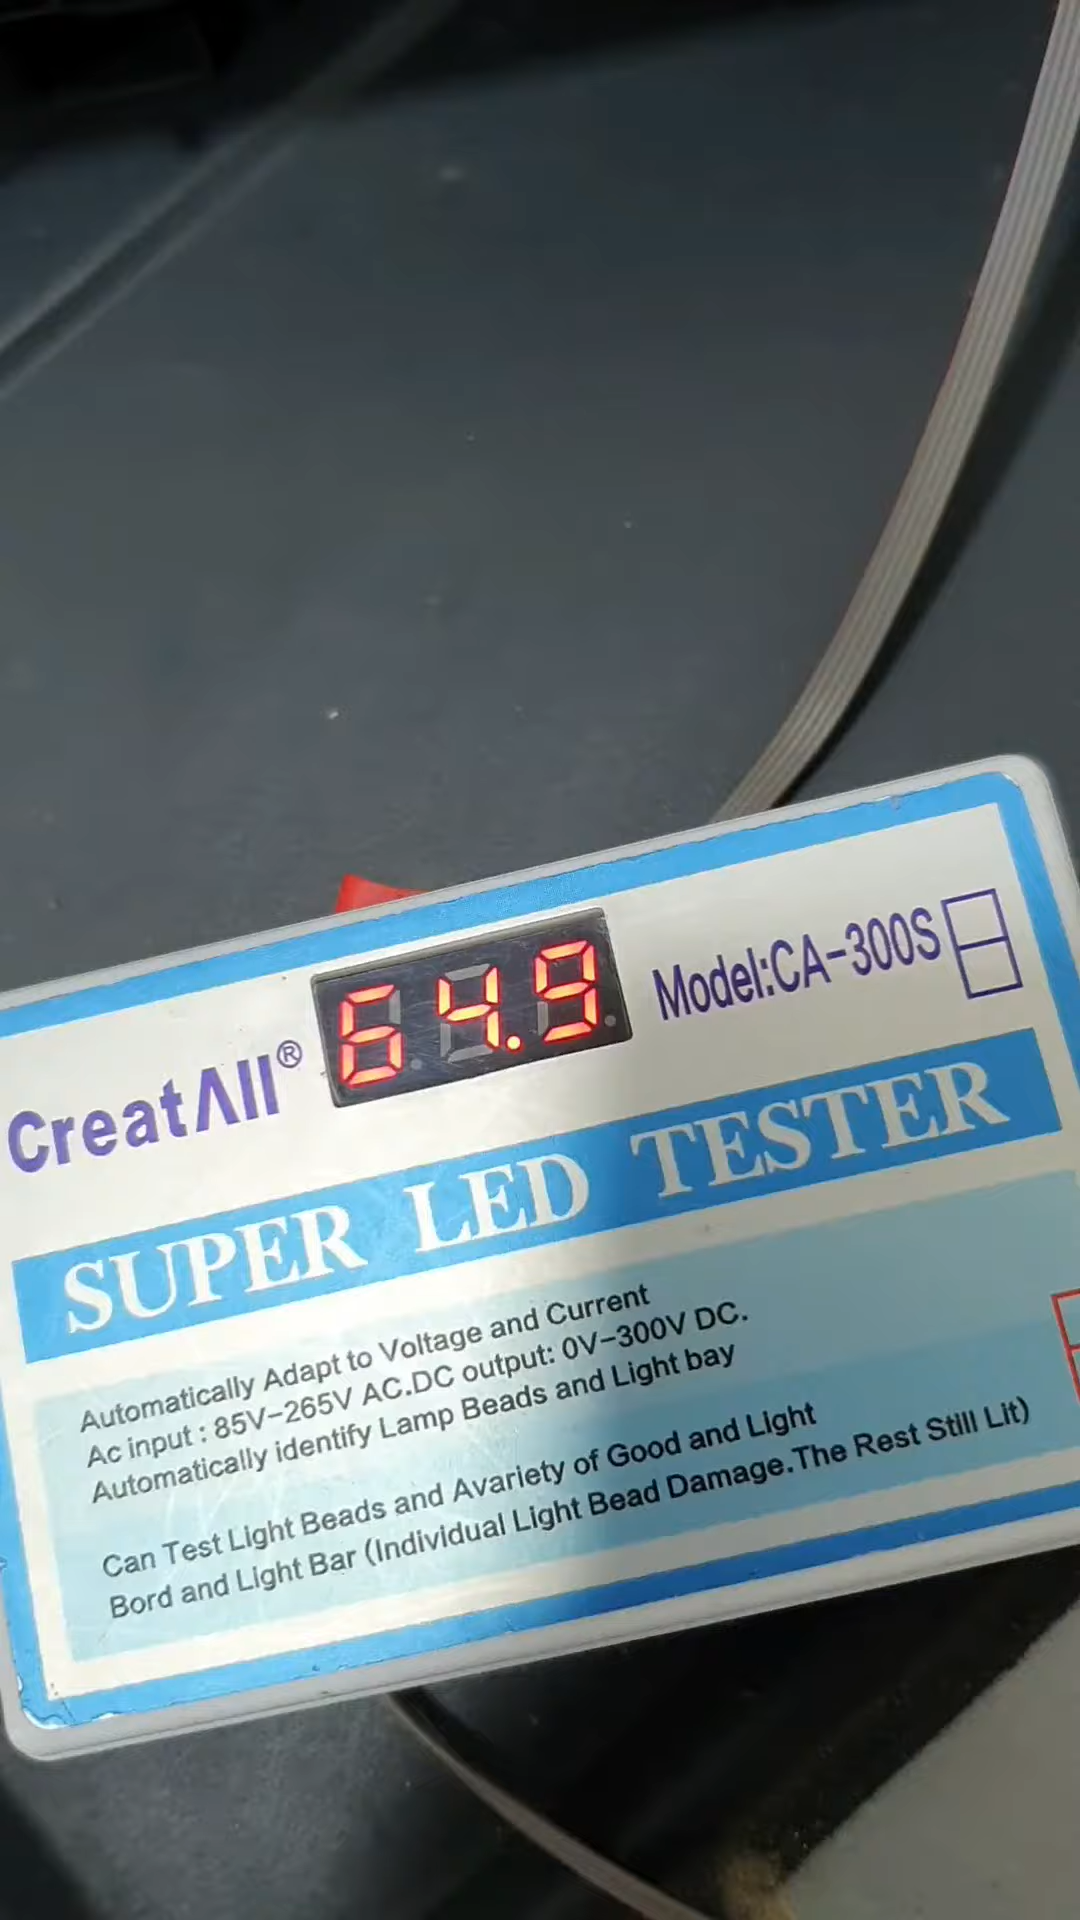 64.9
Model:CA-300S
CreatAll®
SUPER LED TESTER
Automatically Adapt to Voltage and Current
Ac input : 85V-265V AC.DC output: 0V-300V DC.
Automatically identify Lamp Beads and Light bay
Can Test Light Beads and Avariety of Good and Light
Bord and Light Bar (Individual Light Bead Damage.The Rest Still Lit)